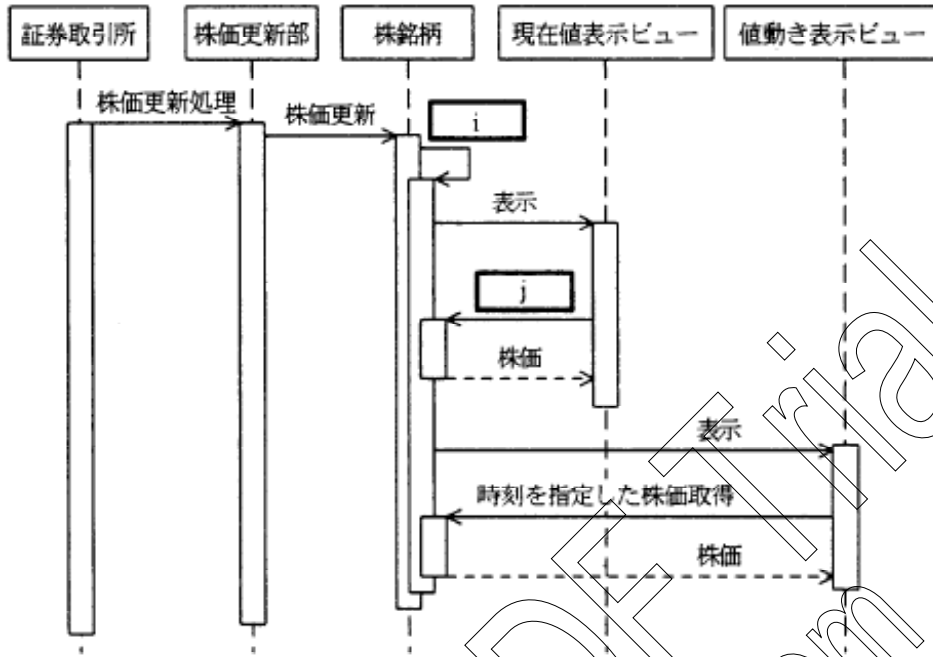 証券取引所
株価更新部
株銘柄
現在値表示ビュー
値動き表示ビュー
株価更新処理
株価更新
i
表示
j
株価
表示
時刻を指定した株価取得
株価
DF Trial
om